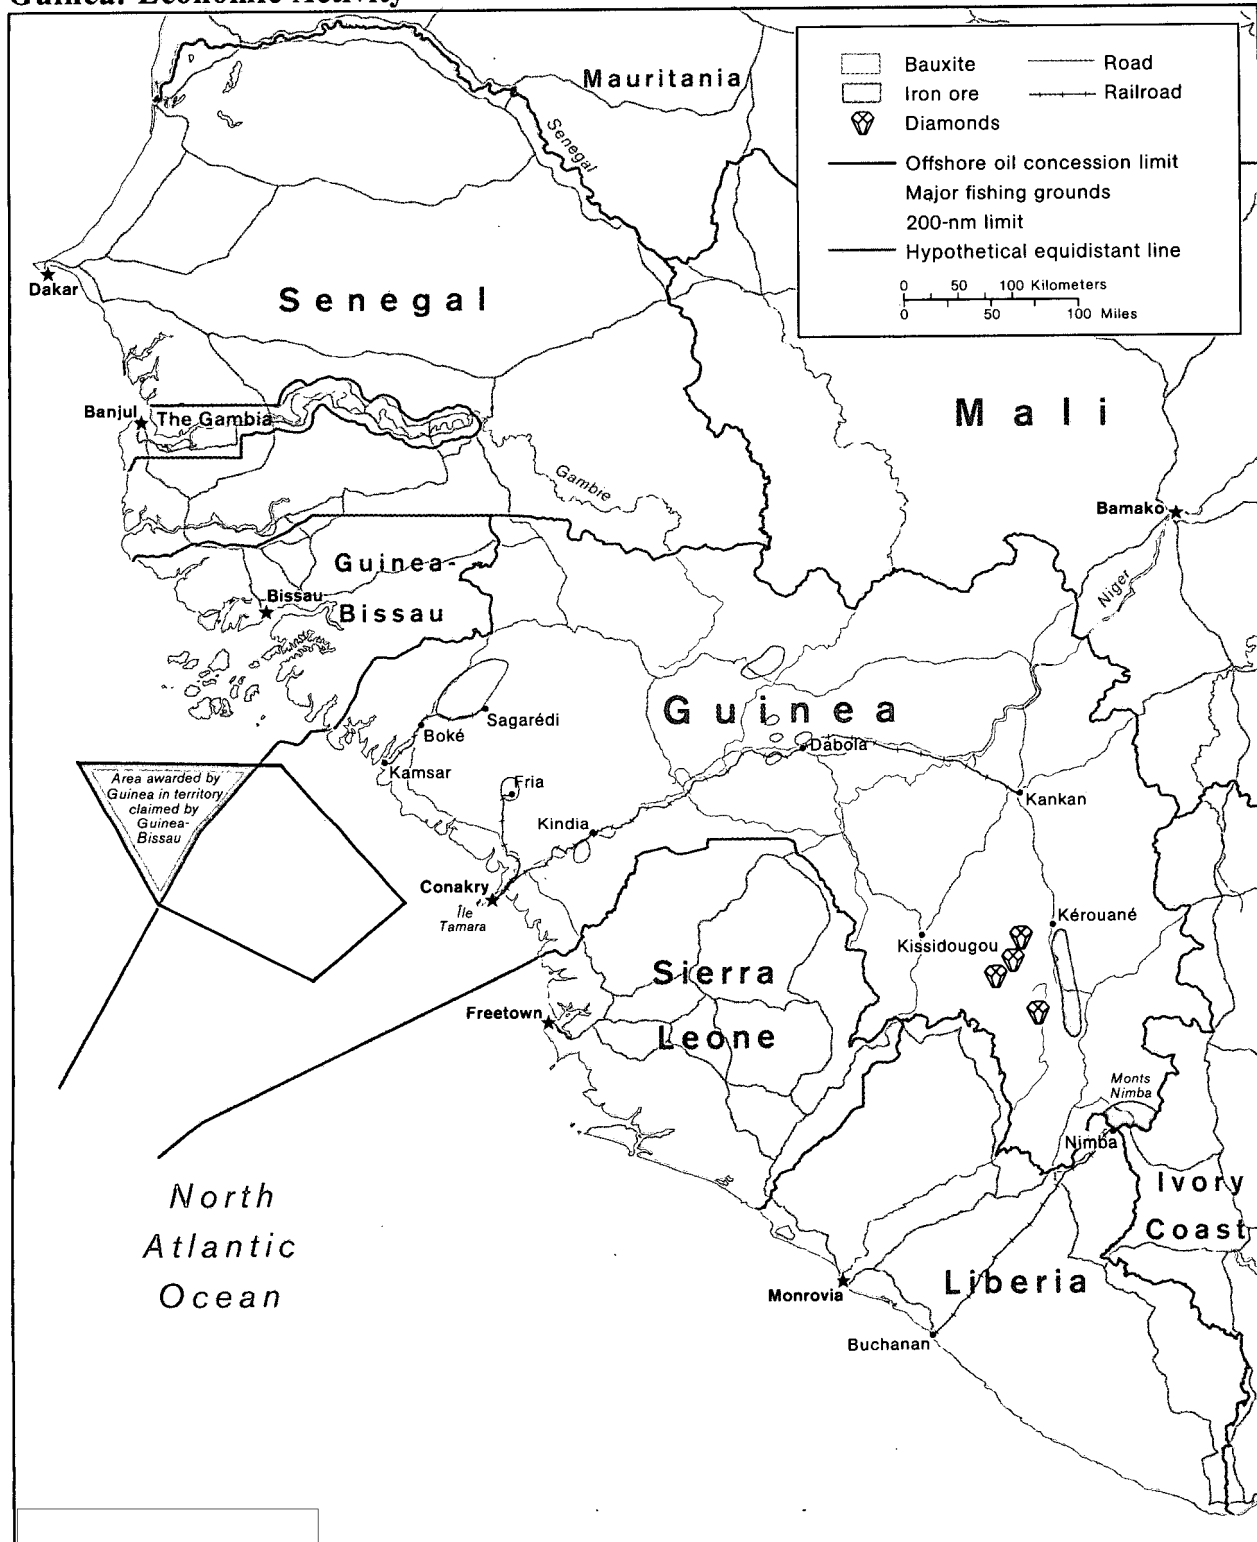 Guinea: Economic Activity
Bauxite
Road
Iron ore
Railroad
Diamonds
Offshore oil concession limit
Major fishing grounds
200-nm limit
Hypothetical equidistant line
0 50 100 Kilometers
0 50 100 Miles
Mauritania
Senegal
Dakar
Senegal
Mali
Banjul
The Gambia
Gambie
Bamako
Guinea-
Bissau
Bissau
Niger
Guinea
Sagarédi
Boké
Dabola
Kamsar
Area awarded by
Guinea in territory
claimed by
Guinea-
Bissau
Fria
Kankan
Kindia
Conakry
Île
Tamara
Kérouané
Kissidougou
Sierra
Leone
Freetown
Monts
Nimba
Nimba
Ivory
Coast
North
Atlantic
Ocean
Liberia
Monrovia
Buchanan